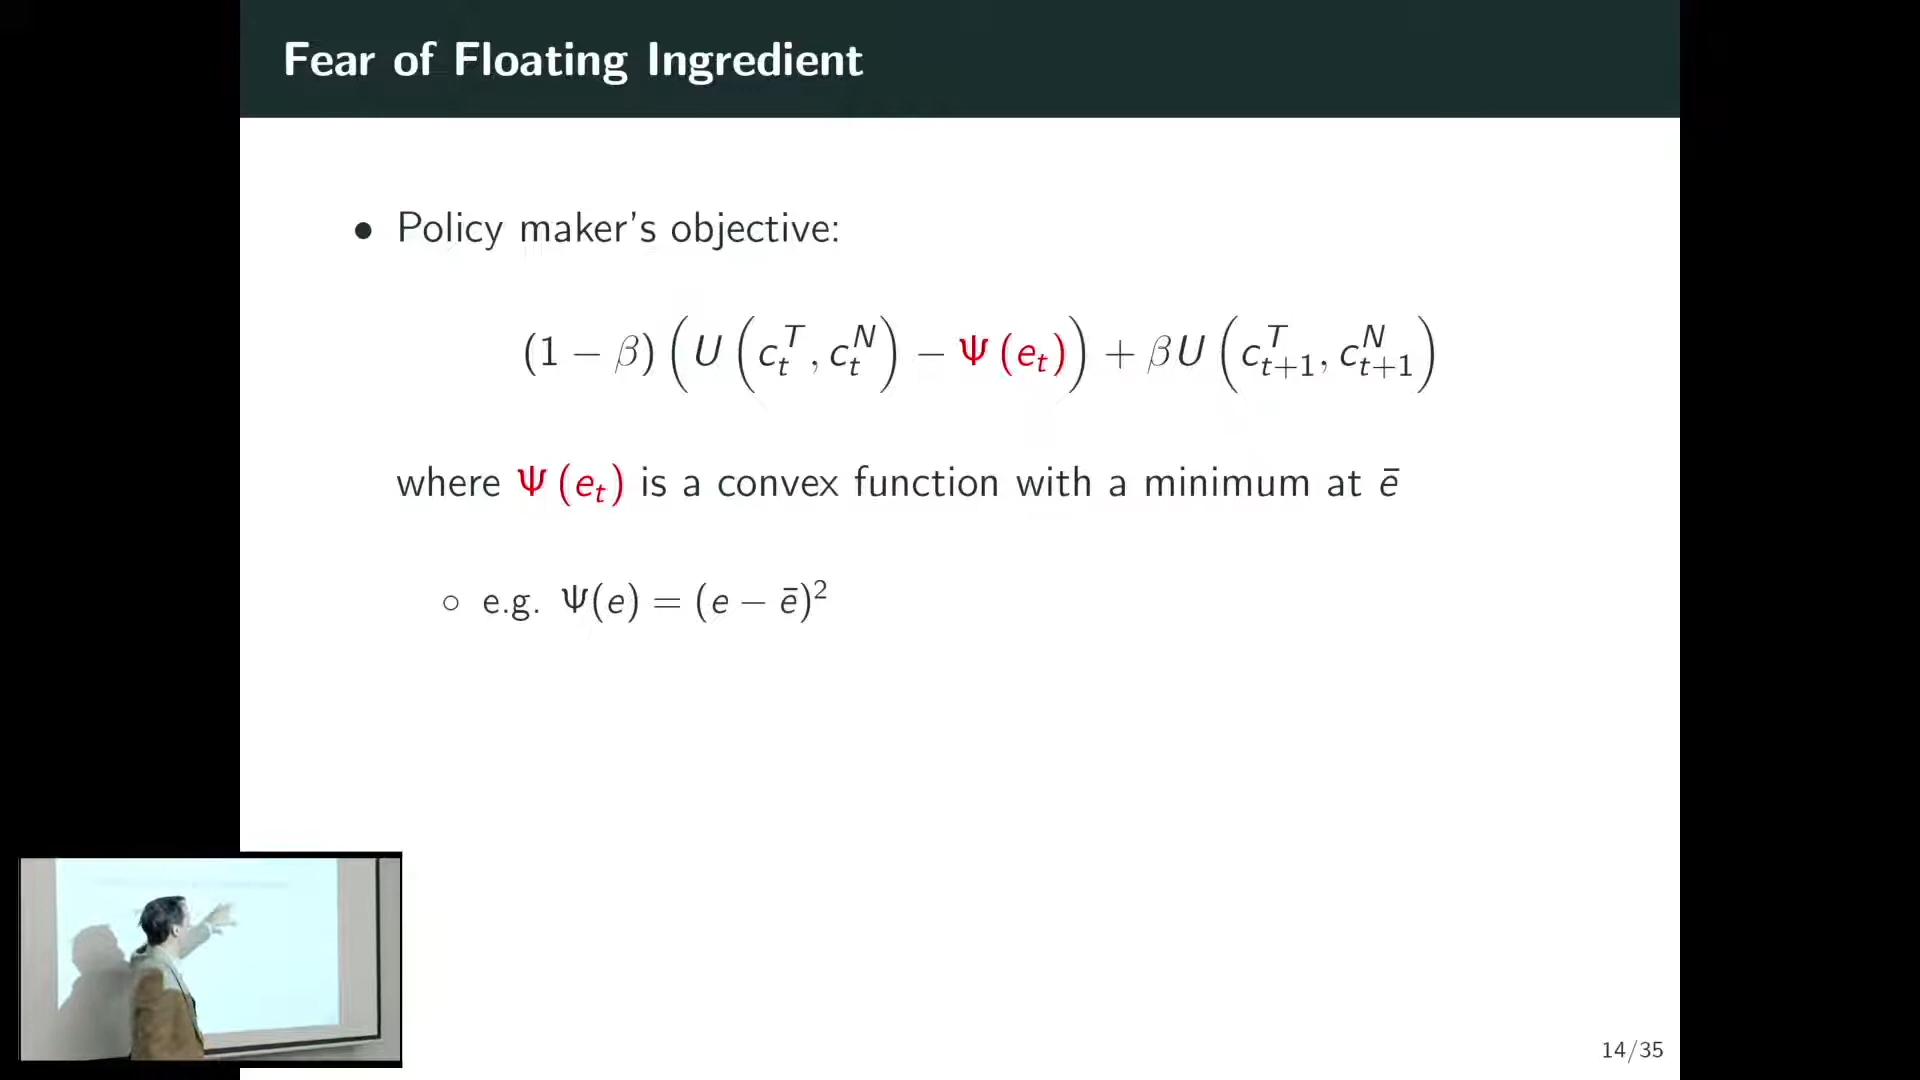 Fear of Floating Ingredient
• Policy maker's objective:
(1 − β) (U (c_t^T, c_t^N) − Ψ (e_t)) + βU (c_{t+1}^T, c_{t+1}^N)
where Ψ (e_t) is a convex function with a minimum at ē
◦ e.g. Ψ(e) = (e − ē)²
14/35